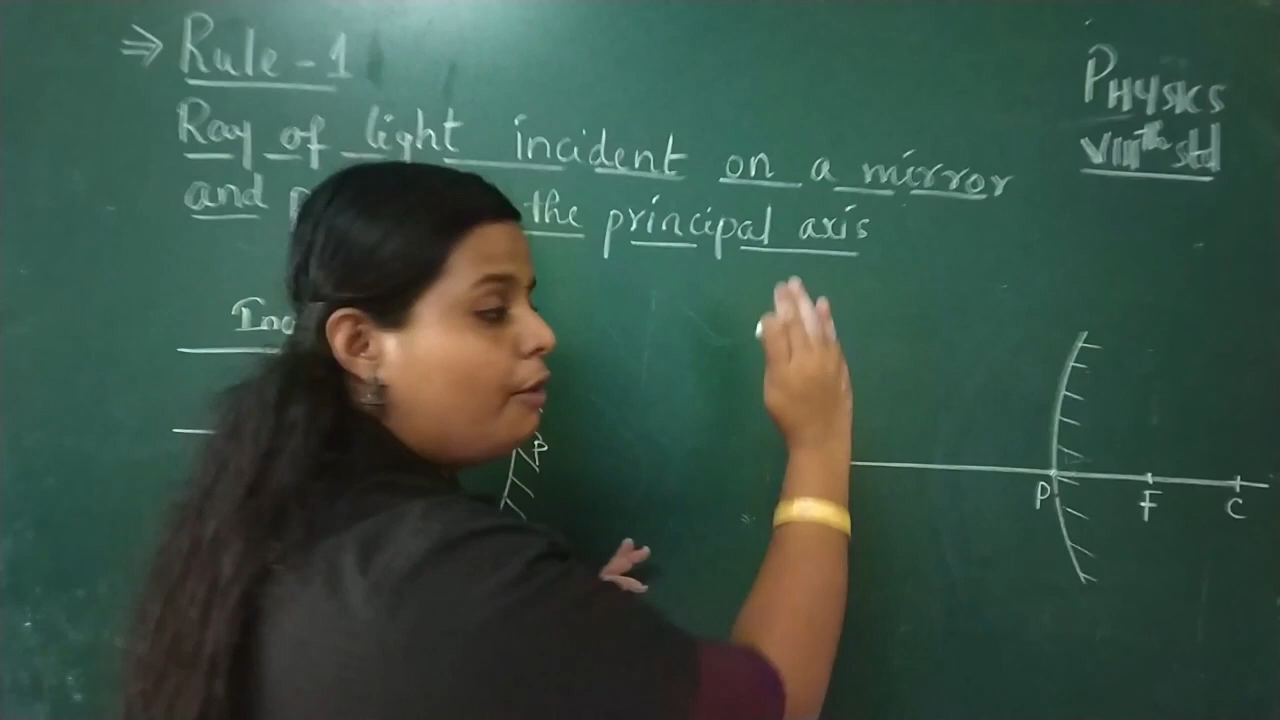 ⇒ Rule-1
Ray of light incident on a mirror
and the principal axis
PHYSICS
VIIIth std
P
P F C